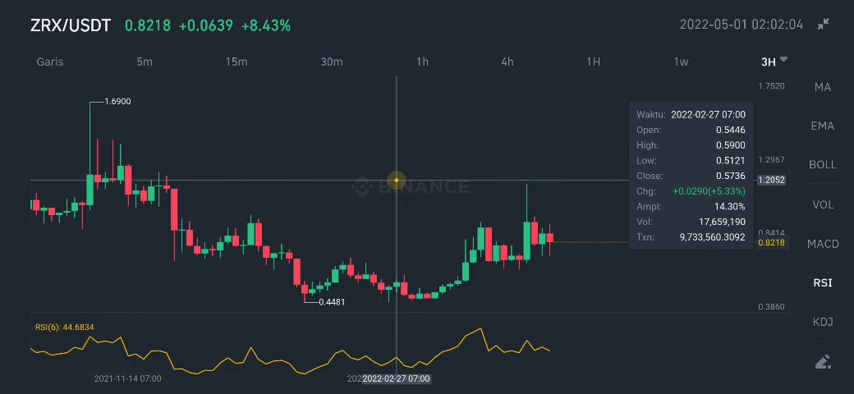 ZRX/USDT 0.8218 +0.0639 +8.43% 2022-05-01 02:02:04
Garis 5m 15m 30m 1h 4h 1H 1w 3H
1.7520
MA
1.6900
Waktu: 2022-02-27 07:00
Open: 0.5446
High: 0.5900
Low: 0.5121
Close: 0.5736
Chg: +0.0290(+5.33%)
Ampl: 14.30%
Vol: 17,659,190
Txn: 9,733,560.3092
EMA
1.2967
BOLL
1.2052
BINANCE
VOL
0.8414
0.8218
MACD
RSI
0.4481
0.3860
KDJ
RSI(6): 44.6834
2021-11-14 07:00 202 2022-02-27 07:00